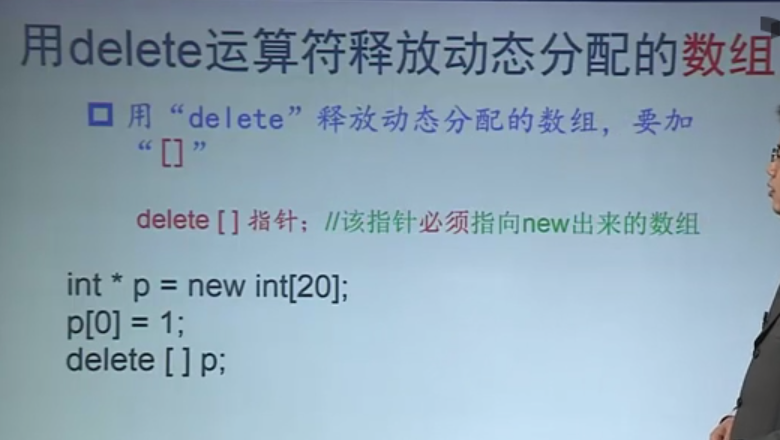 用delete运算符释放动态分配的数组
用“delete”释放动态分配的数组，要加
“[]”
delete [ ] 指针；//该指针必须指向new出来的数组
int * p = new int[20];
p[0] = 1;
delete [ ] p;